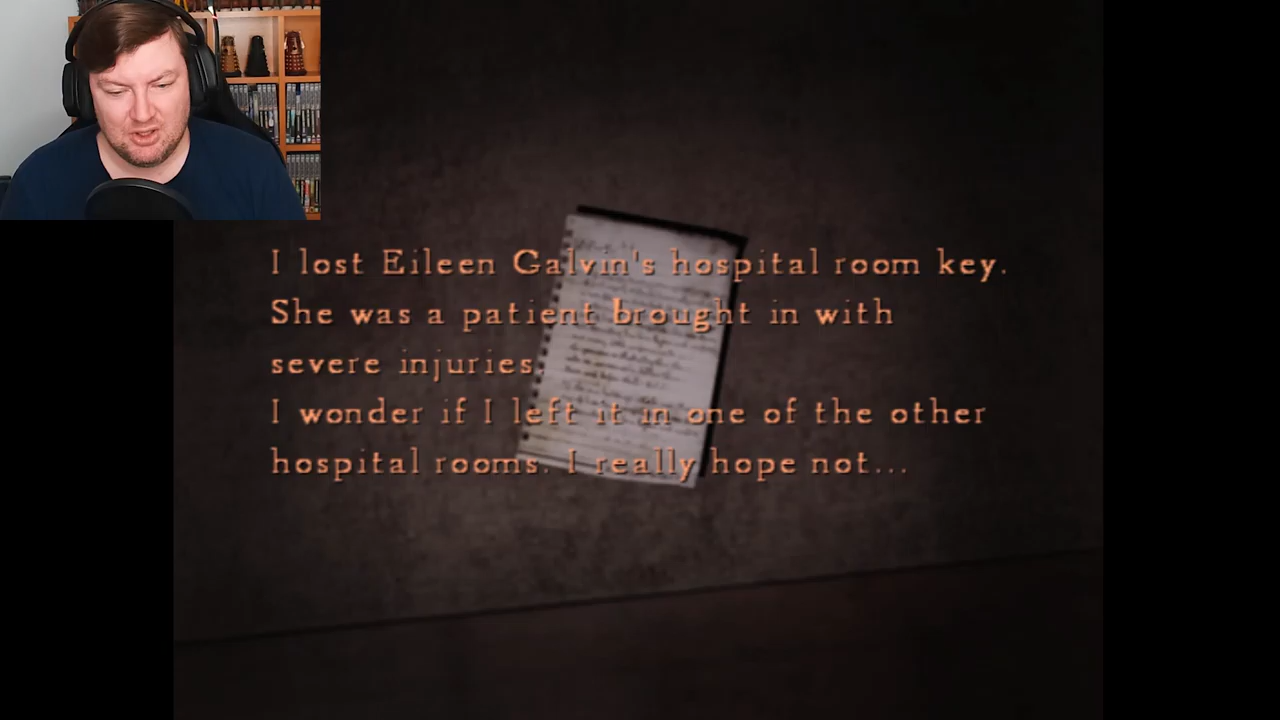 I lost Eileen Galvin's hospital room key.
She was a patient brought in with
severe injuries.
I wonder if I left it in one of the other
hospital rooms. I really hope not...